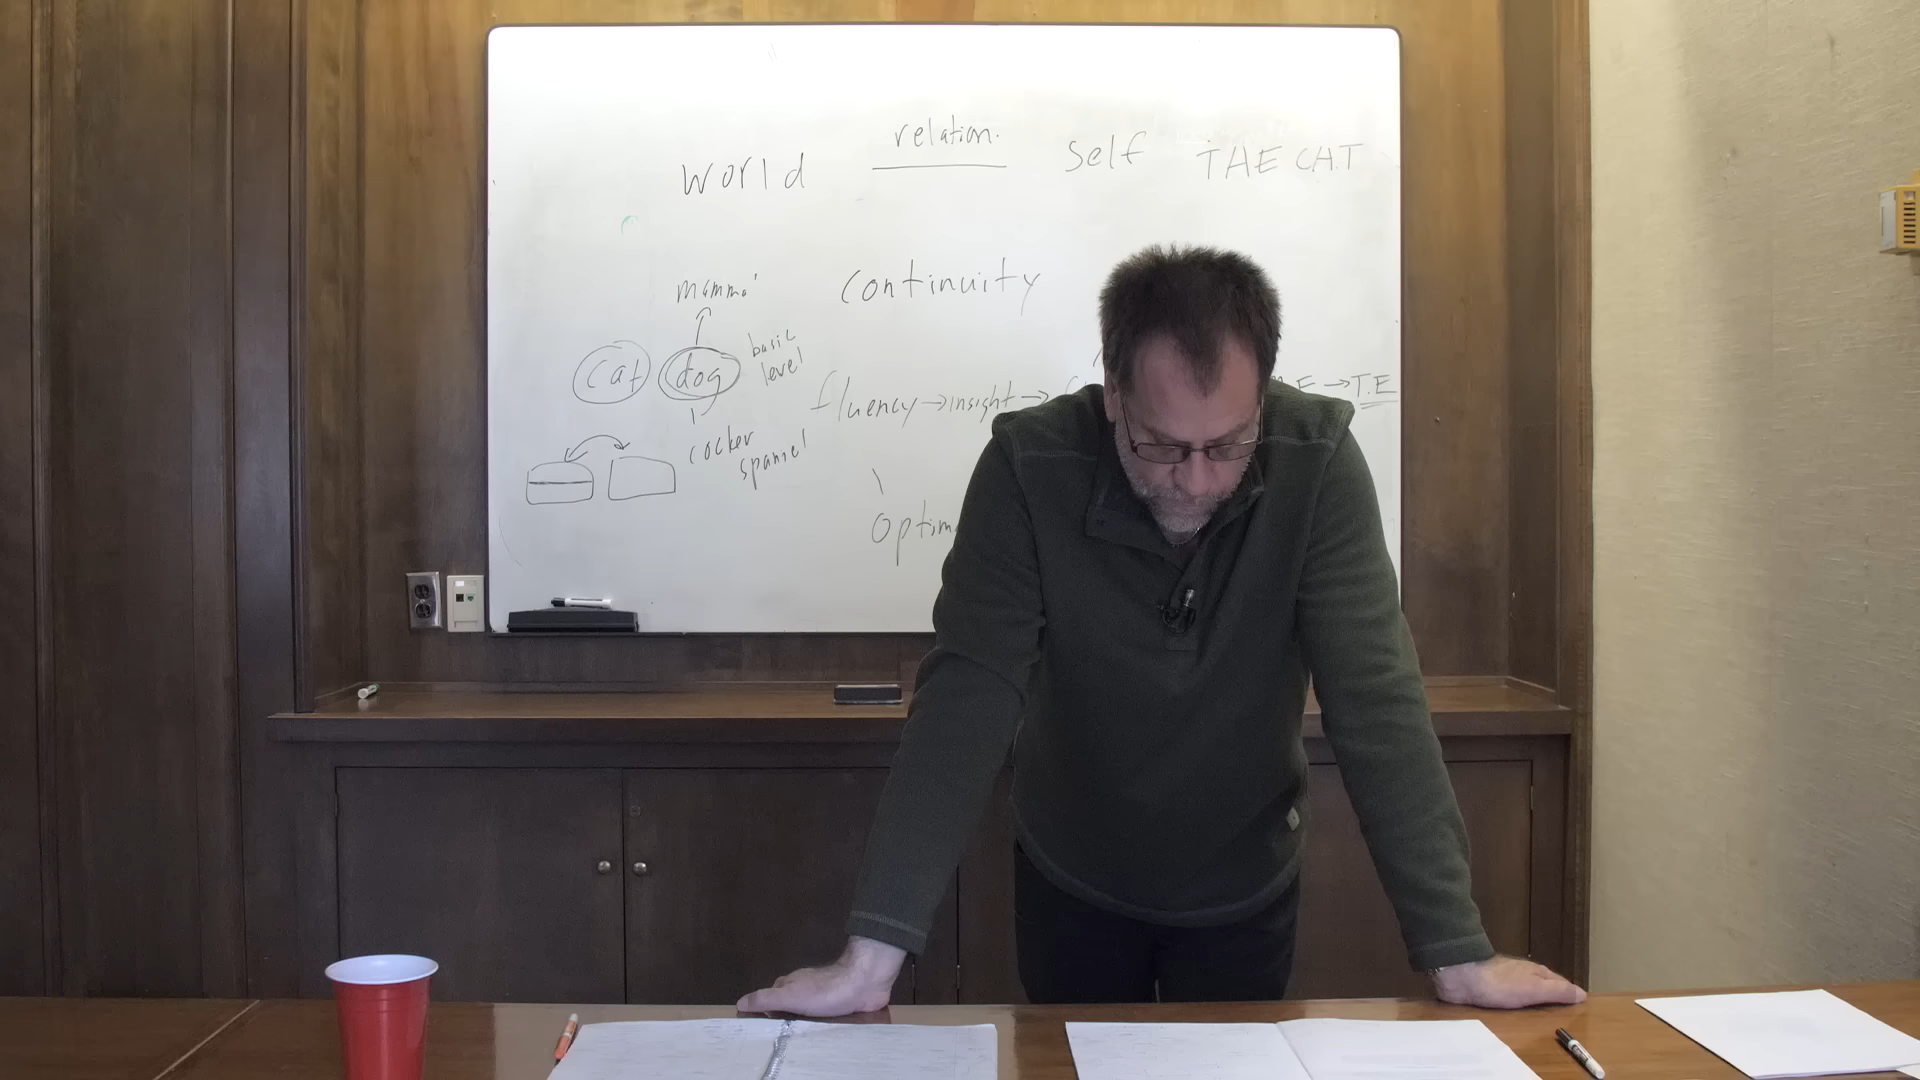 world relation. self THE CAT
mamma'
continuity
cat dog basic level
fluency → insight → → T.E
cocker spaniel